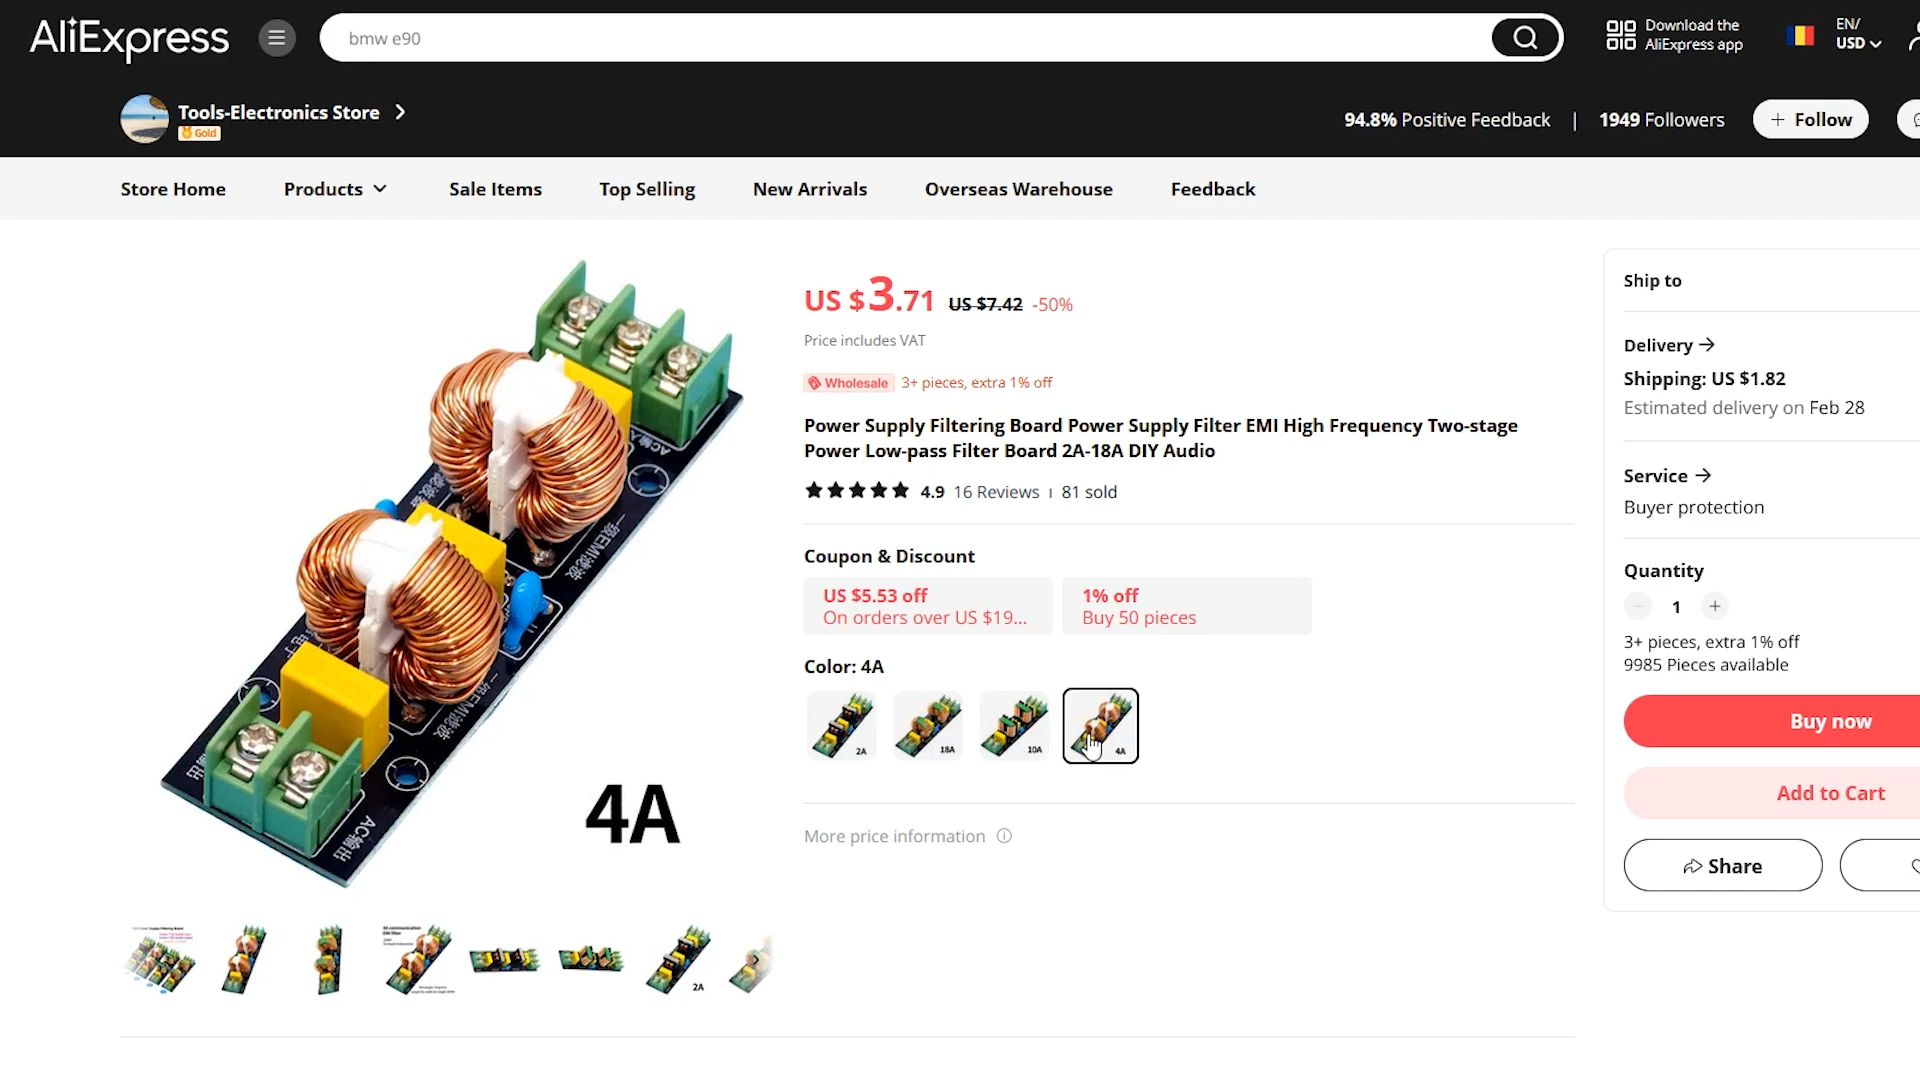 AliExpress
bmw e90
Download the
AliExpress app
EN/
USD
Tools-Electronics Store
Gold
94.8% Positive Feedback | 1949 Followers
+ Follow
Store Home
Products
Sale Items
Top Selling
New Arrivals
Overseas Warehouse
Feedback
4A
US $3.71 US $7.42 -50%
Price includes VAT
Wholesale 3+ pieces, extra 1% off
Power Supply Filtering Board Power Supply Filter EMI High Frequency Two-stage
Power Low-pass Filter Board 2A-18A DIY Audio
4.9 16 Reviews 81 sold
Coupon & Discount
US $5.53 off
On orders over US $19...
1% off
Buy 50 pieces
Color: 4A
2A
18A
10A
4A
More price information
2A
Ship to
Delivery
Shipping: US $1.82
Estimated delivery on Feb 28
Service
Buyer protection
Quantity
1
3+ pieces, extra 1% off
9985 Pieces available
Buy now
Add to Cart
Share